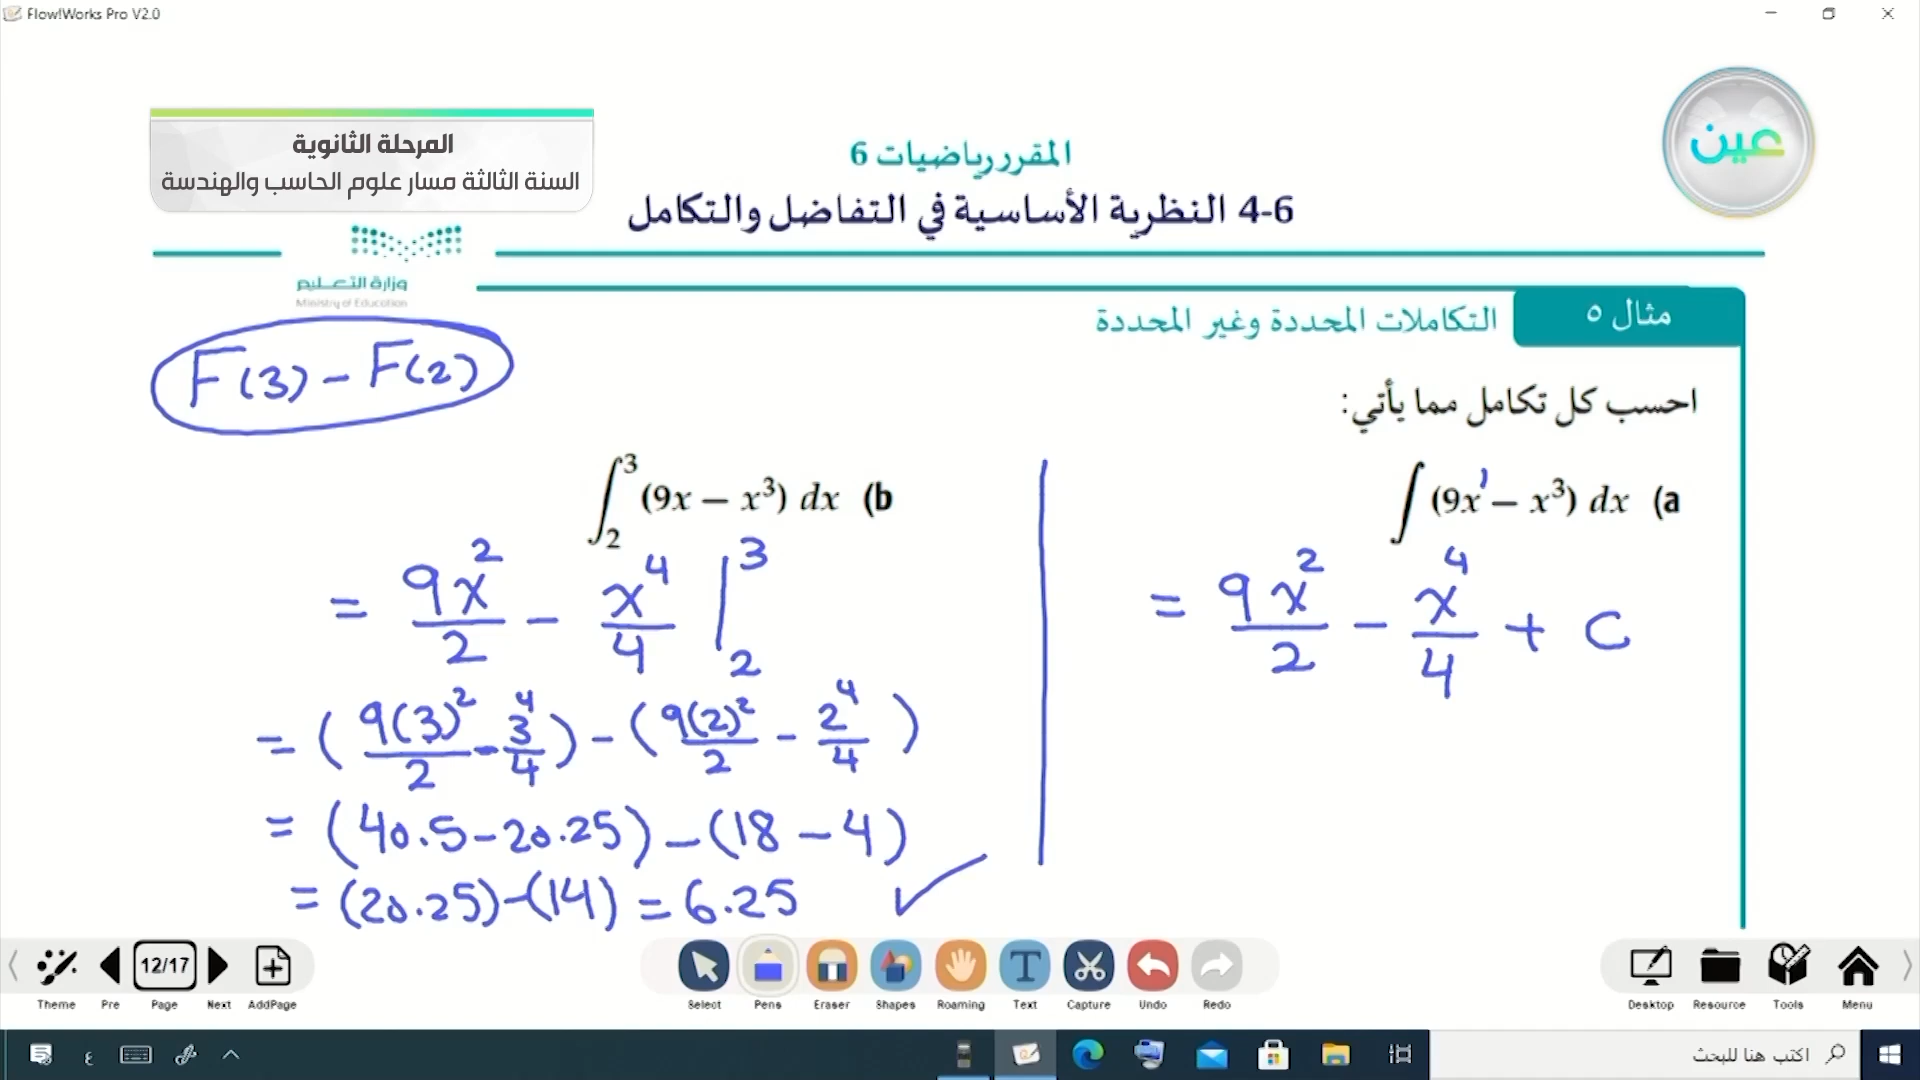 FlowWorks Pro V2.0
المرحلة الثانوية
السنة الثالثة مسار علوم الحاسب والهندسة
عين
المقرر رياضيات 6
4-6 النظرية الأساسية في التفاضل والتكامل
وزارة التعليم
Ministry of Education
مثال ٥
التكاملات المحددة وغير المحددة
احسب كل تكامل مما يأتي:
∫ (9x¹ − x³) dx (a
= 9x²/2 − x⁴/4 + c
F(3) − F(2)
∫₂³ (9x − x³) dx (b
= 9x²/2 − x⁴/4 |₂³
= (9(3)²/2 − 3⁴/4) − (9(2)²/2 − 2⁴/4)
= (40.5 − 20.25) − (18 − 4)
= (20.25) − (14) = 6.25 ✓
12/17
Theme Pre Page Next AddPage Select Pens Eraser Shapes Roaming Text Capture Undo Redo Desktop Resource Tools Menu
ع
اكتب هنا للبحث